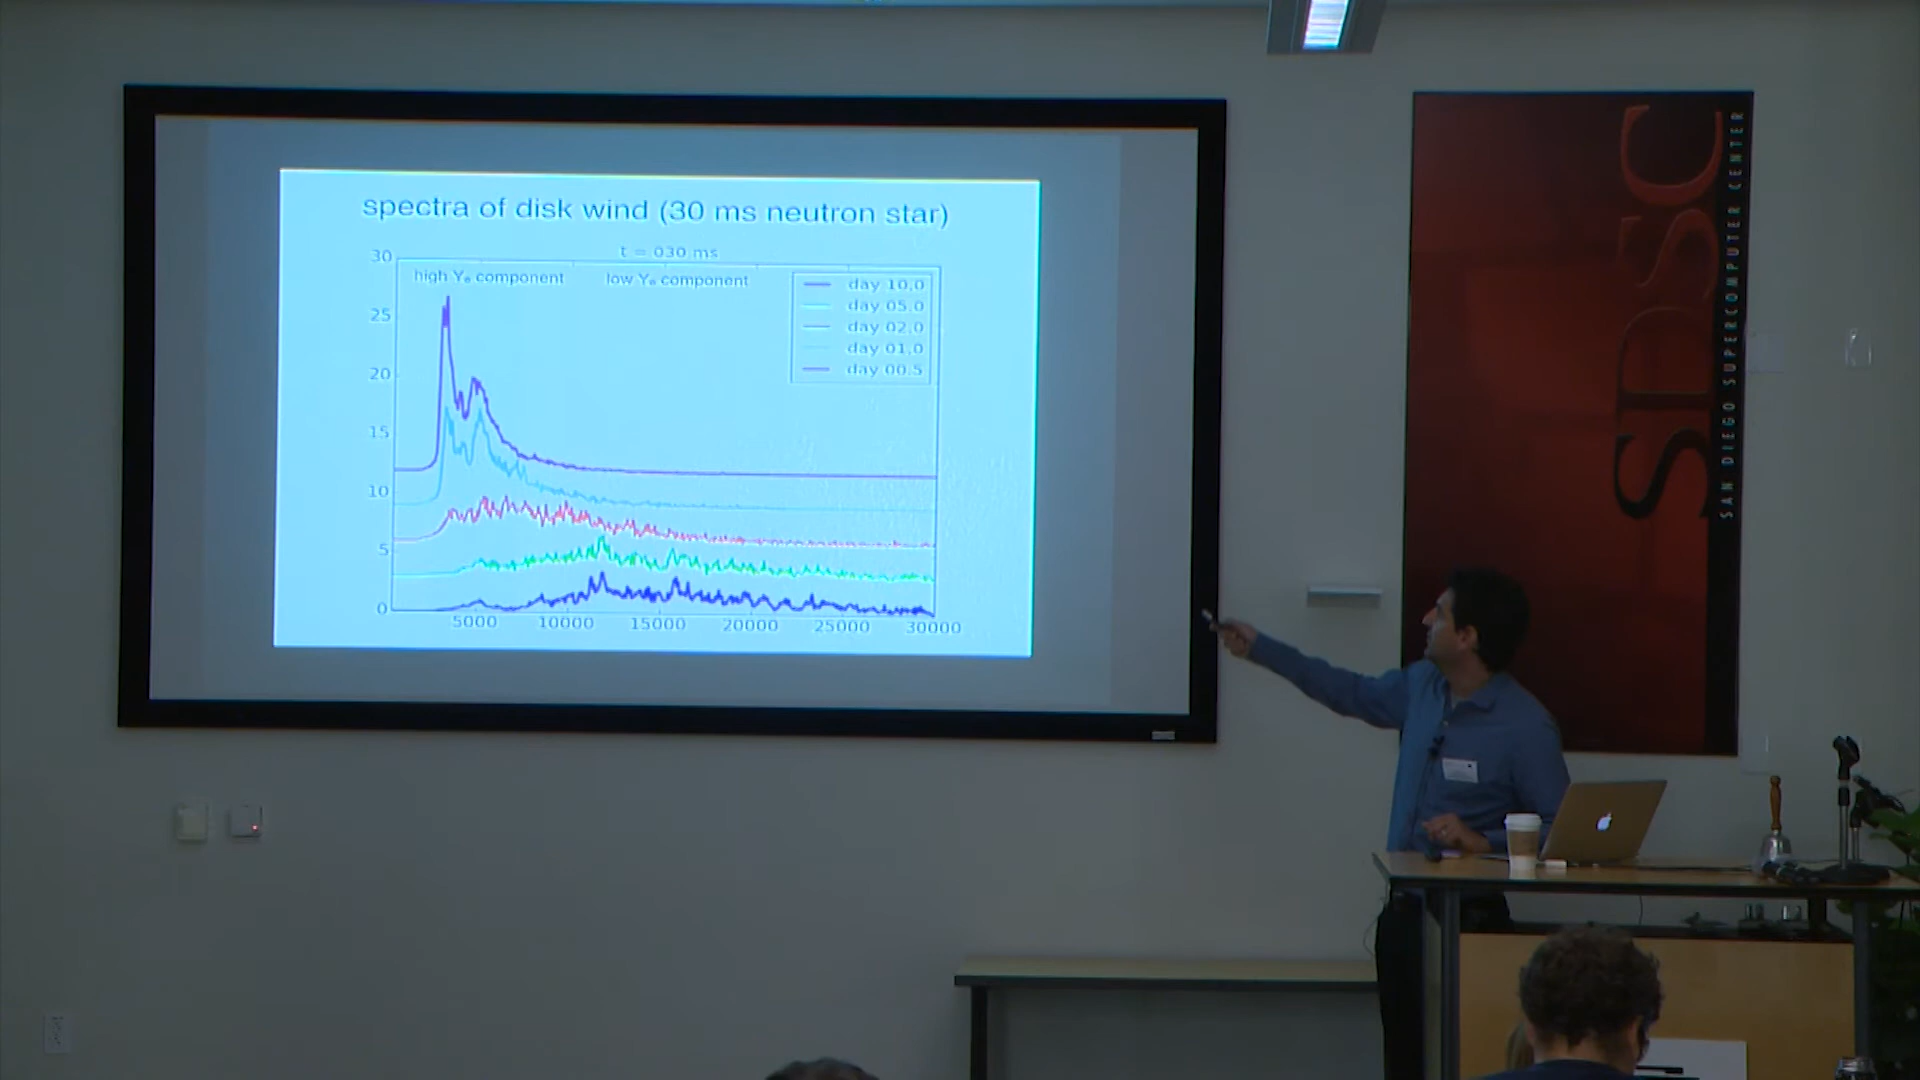 spectra of disk wind (30 ms neutron star)
t = 030 ms
high Yₑ component
low Yₑ component
day 10.0
day 05.0
day 02.0
day 01.0
day 00.5
30
25
20
15
10
5
0
5000
10000
15000
20000
25000
30000
SDSC
SAN DIEGO SUPERCOMPUTER CENTER